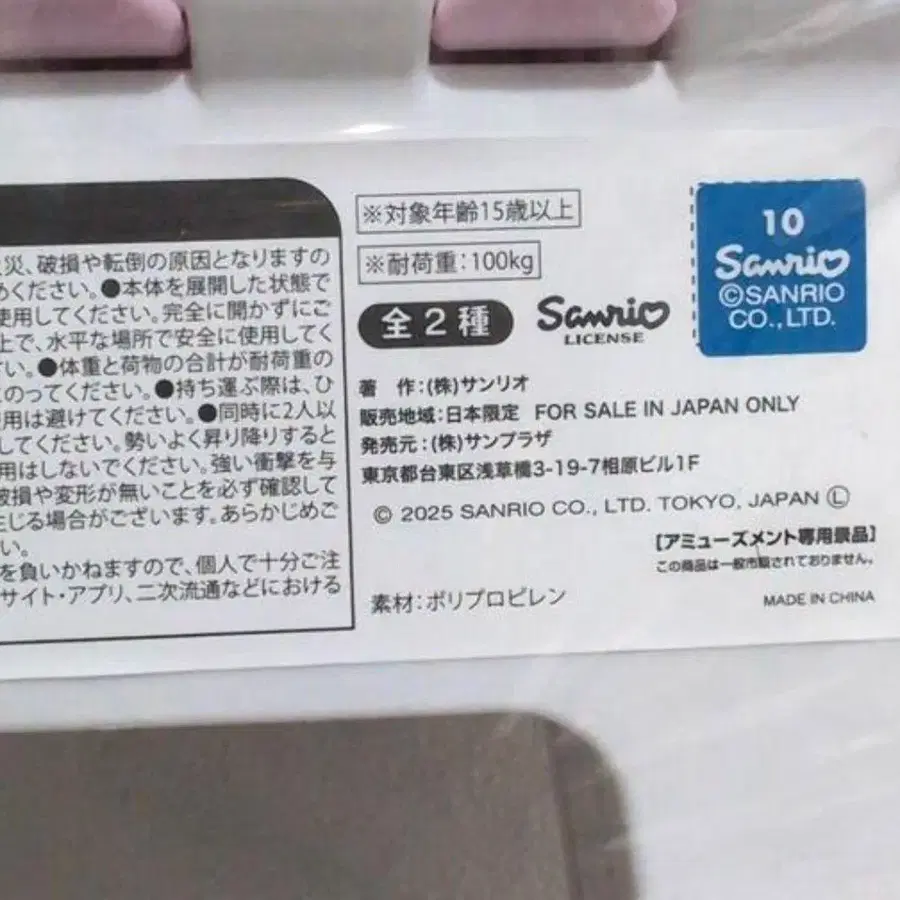 災、破損や転倒の原因となりますの
めください。●本体を展開した状態で
使用してください。完全に開かずにご
上で、水平な場所で安全に使用してく
い。●体重と荷物の合計が耐荷重の
のってください。●持ち運ぶ際は、ひ
用は避けてください。●同時に2人以
してください。勢いよく昇り降りすると
用はしないでください。強い衝撃を与
破損や変形が無いことを必ず確認して
生じる場合がございます。あらかじめご
い。
を負いかねますので、個人で十分ご注
サイト・アプリ、二次流通などにおける
※対象年齢15歳以上
※耐荷重:100kg
全2種 Sanrio LICENSE
10
Sanrio
©SANRIO
CO.,LTD.
著 作:(株)サンリオ
販売地域:日本限定 FOR SALE IN JAPAN ONLY
発売元:(株)サンプラザ
東京都台東区浅草橋3-19-7相原ビル1F
© 2025 SANRIO CO., LTD. TOKYO, JAPAN Ⓛ
【アミューズメント専用景品】
この商品は一般市販されておりません。
素材:ポリプロピレン
MADE IN CHINA